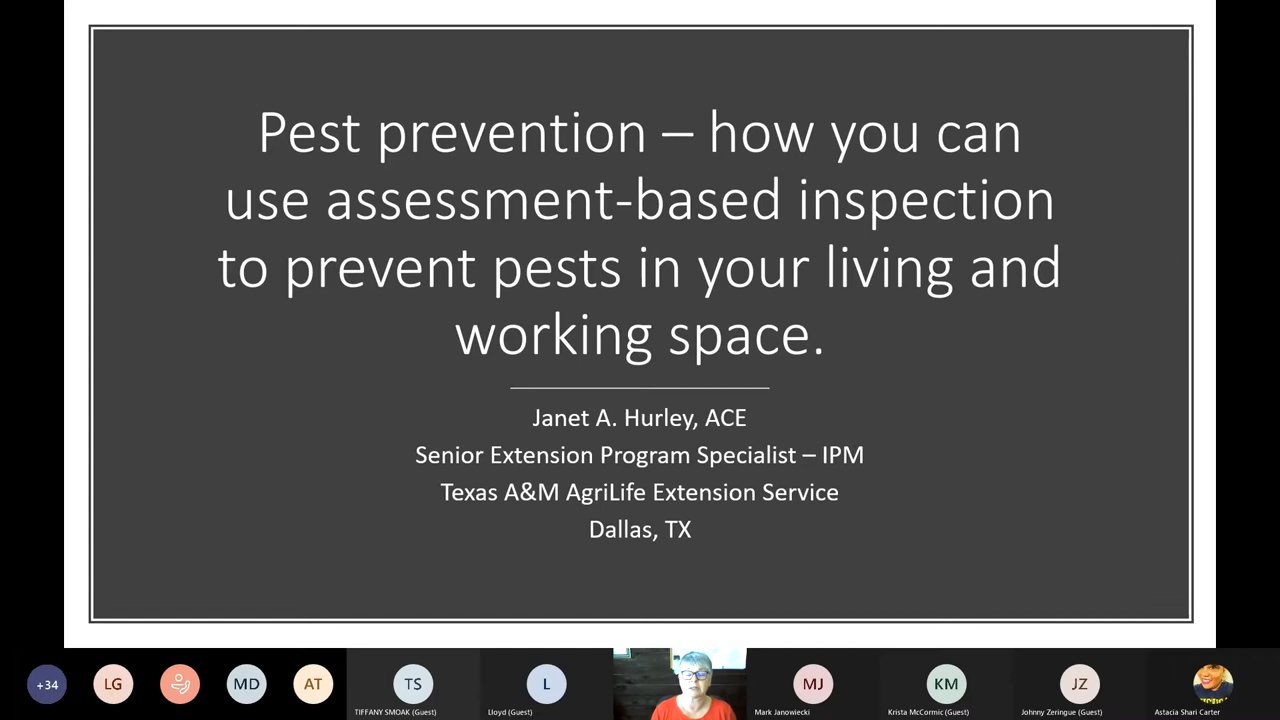 Pest prevention – how you can
use assessment-based inspection
to prevent pests in your living and
working space.
Janet A. Hurley, ACE
Senior Extension Program Specialist – IPM
Texas A&M AgriLife Extension Service
Dallas, TX
+34
LG
MD
AT
TS
L
MJ
KM
JZ
TIFFANY SMOAK (Guest)
Lloyd (Guest)
Mark Janowiecki
Krista McCormic (Guest)
Johnny Zeringue (Guest)
Astacia Shari Carter